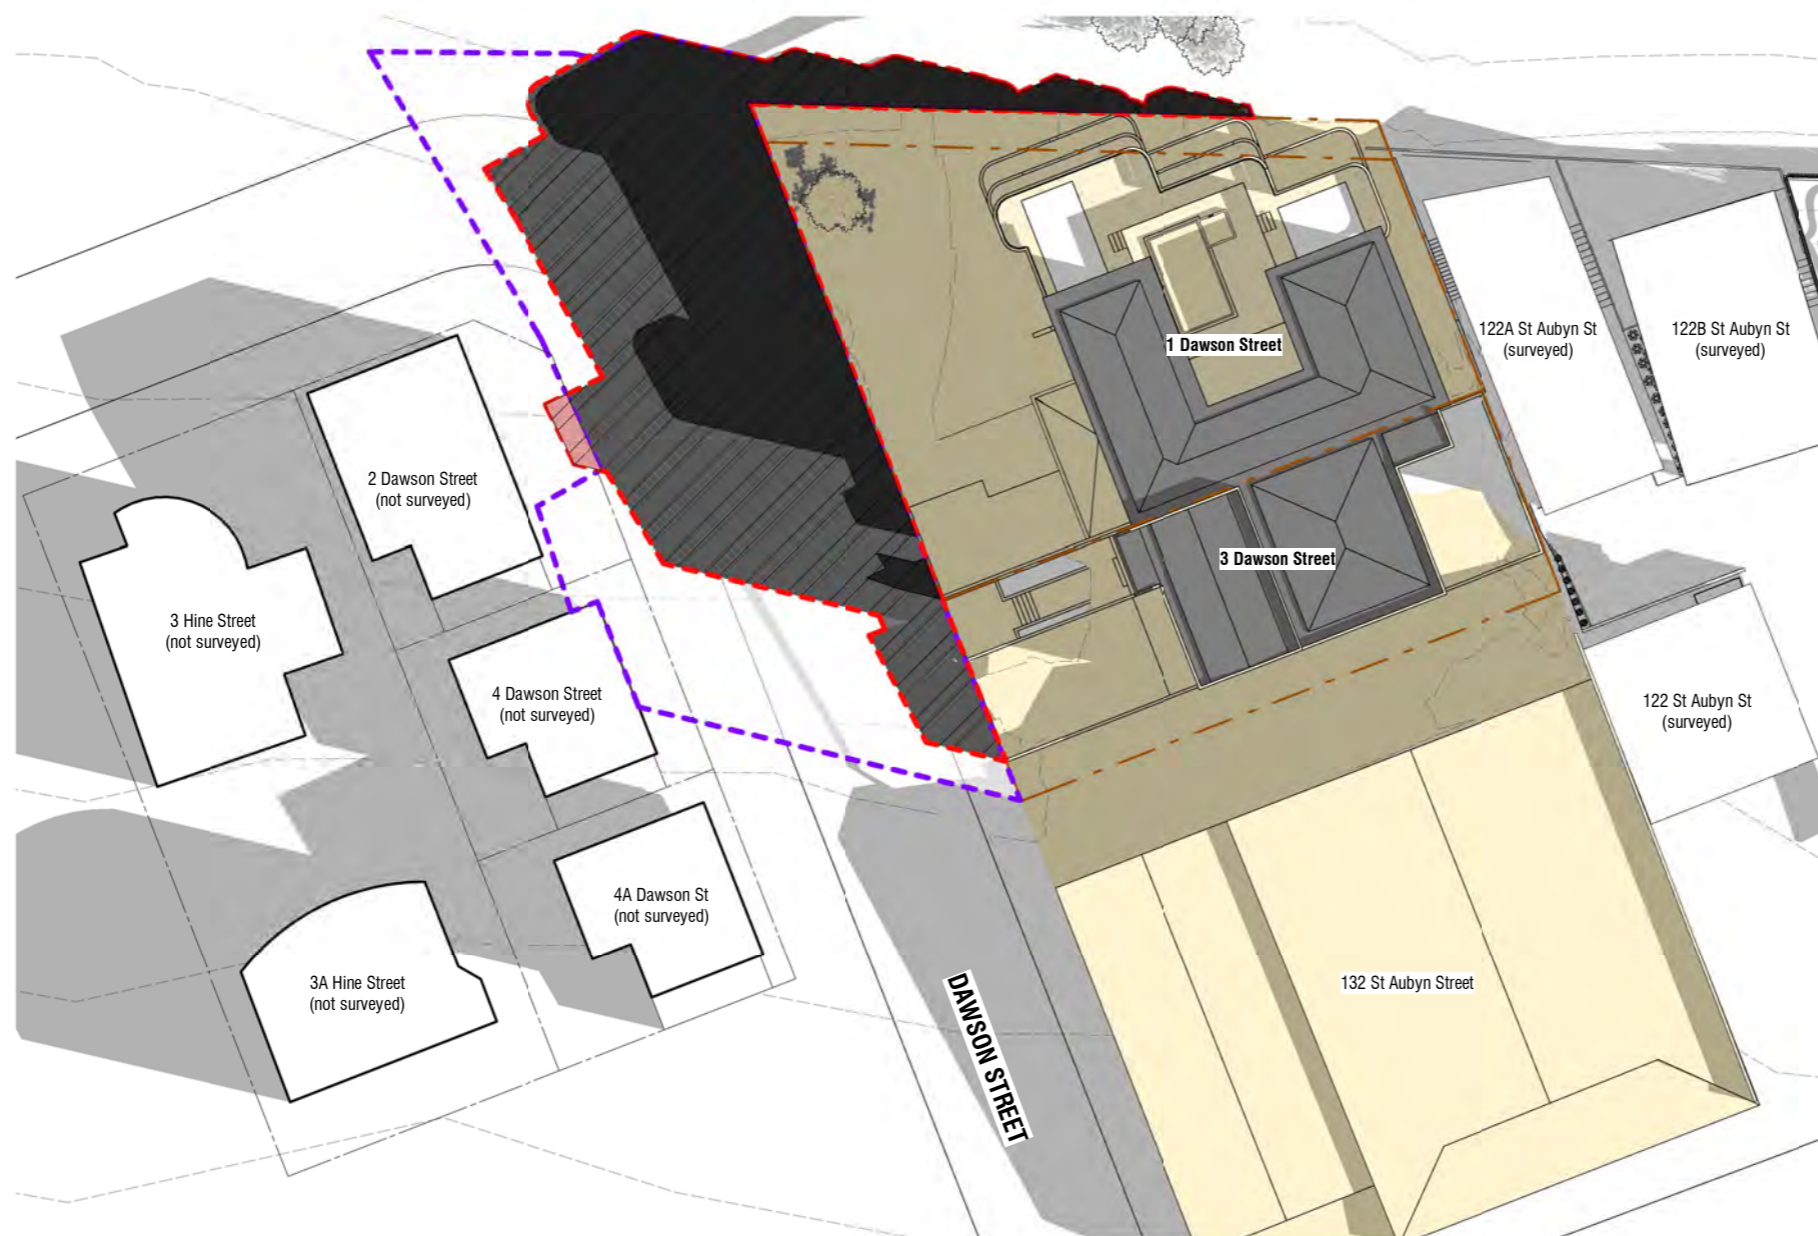 1 Dawson Street
122A St Aubyn St
(surveyed)
122B St Aubyn St
(surveyed)
2 Dawson Street
(not surveyed)
3 Dawson Street
3 Hine Street
(not surveyed)
4 Dawson Street
(not surveyed)
122 St Aubyn St
(surveyed)
4A Dawson St
(not surveyed)
3A Hine Street
(not surveyed)
132 St Aubyn Street
DAWSON STREET